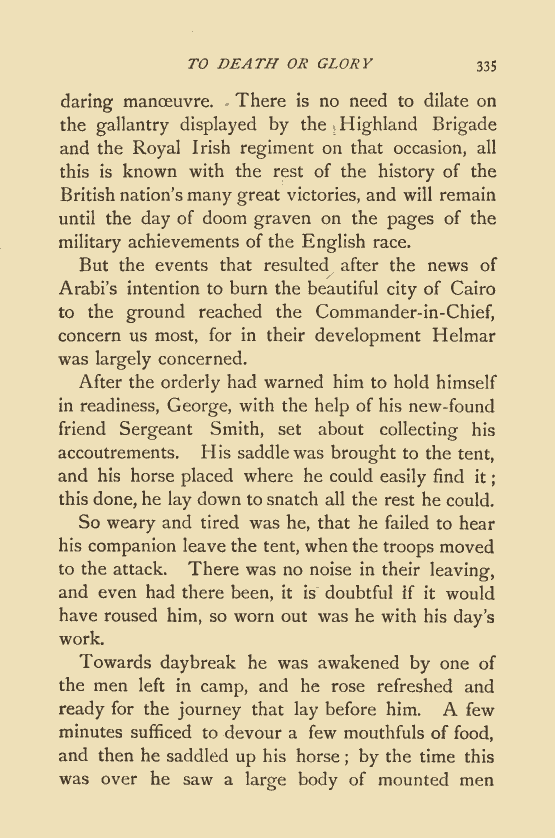 TO DEATH OR GLORY 335
daring manœuvre. There is no need to dilate on
the gallantry displayed by the Highland Brigade
and the Royal Irish regiment on that occasion, all
this is known with the rest of the history of the
British nation's many great victories, and will remain
until the day of doom graven on the pages of the
military achievements of the English race.
But the events that resulted after the news of
Arabi's intention to burn the beautiful city of Cairo
to the ground reached the Commander-in-Chief,
concern us most, for in their development Helmar
was largely concerned.
After the orderly had warned him to hold himself
in readiness, George, with the help of his new-found
friend Sergeant Smith, set about collecting his
accoutrements. His saddle was brought to the tent,
and his horse placed where he could easily find it;
this done, he lay down to snatch all the rest he could.
So weary and tired was he, that he failed to hear
his companion leave the tent, when the troops moved
to the attack. There was no noise in their leaving,
and even had there been, it is doubtful if it would
have roused him, so worn out was he with his day's
work.
Towards daybreak he was awakened by one of
the men left in camp, and he rose refreshed and
ready for the journey that lay before him. A few
minutes sufficed to devour a few mouthfuls of food,
and then he saddled up his horse; by the time this
was over he saw a large body of mounted men